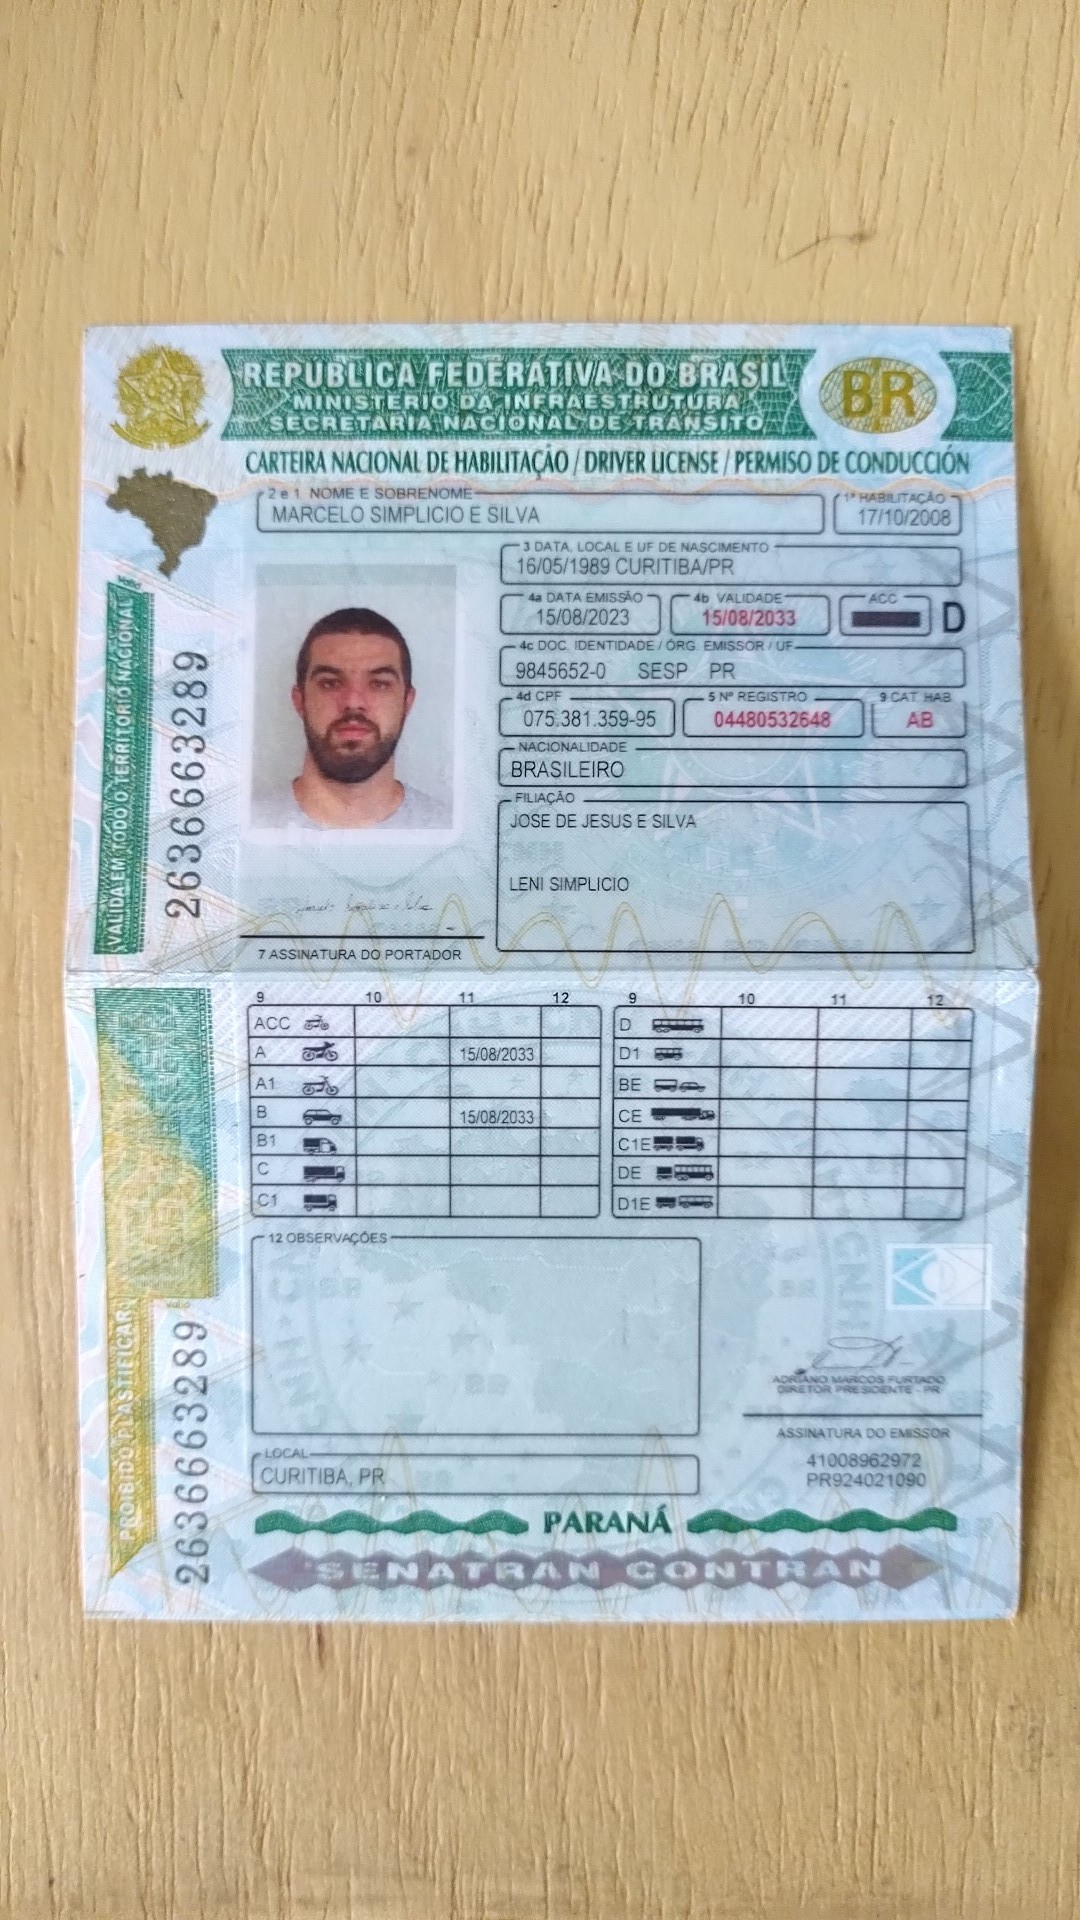 REPÚBLICA FEDERATIVA DO BRASIL
MINISTÉRIO DA INFRAESTRUTURA
SECRETARIA NACIONAL DE TRÂNSITO
BR
CARTEIRA NACIONAL DE HABILITAÇÃO / DRIVER LICENSE / PERMISO DE CONDUCCIÓN
2 e 1 NOME E SOBRENOME
MARCELO SIMPLICIO E SILVA
1ª HABILITAÇÃO
17/10/2008
3 DATA, LOCAL E UF DE NASCIMENTO
16/05/1989 CURITIBA/PR
4a DATA EMISSÃO
15/08/2023
4b VALIDADE
15/08/2033
ACC
D
4c DOC. IDENTIDADE / ÓRG. EMISSOR / UF
9845652-0 SESP PR
4d CPF
075.381.359-95
5 Nº REGISTRO
04480532648
9 CAT HAB
AB
NACIONALIDADE
BRASILEIRO
FILIAÇÃO
JOSE DE JESUS E SILVA
LENI SIMPLICIO
7 ASSINATURA DO PORTADOR
VÁLIDA EM TODO O TERRITÓRIO NACIONAL
2636663289
9 10 11 12
ACC
A 15/08/2033
A1
B 15/08/2033
B1
C
C1
9 10 11 12
D
D1
BE
CE
C1E
DE
D1E
12 OBSERVAÇÕES
ADRIANO MARCOS FURTADO
DIRETOR PRESIDENTE - PR
ASSINATURA DO EMISSOR
41008962972
PR924021090
LOCAL
CURITIBA, PR
PROIBIDO PLASTIFICAR
2636663289
PARANÁ
SENATRAN CONTRAN